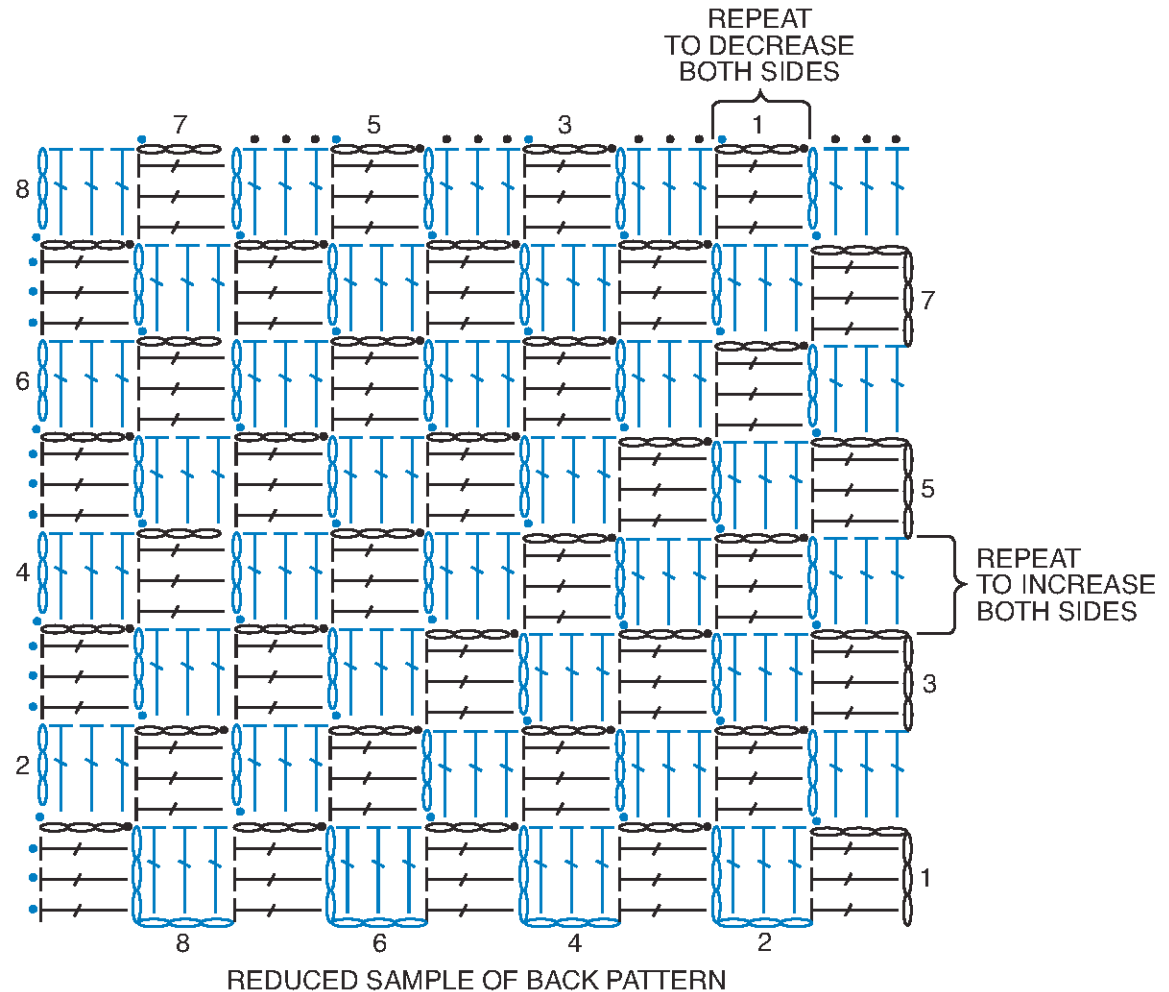 REPEAT
TO DECREASE
BOTH SIDES
7 5 3 1
8
7
6
5
4
REPEAT
TO INCREASE
BOTH SIDES
3
2
1
8 6 4 2
REDUCED SAMPLE OF BACK PATTERN